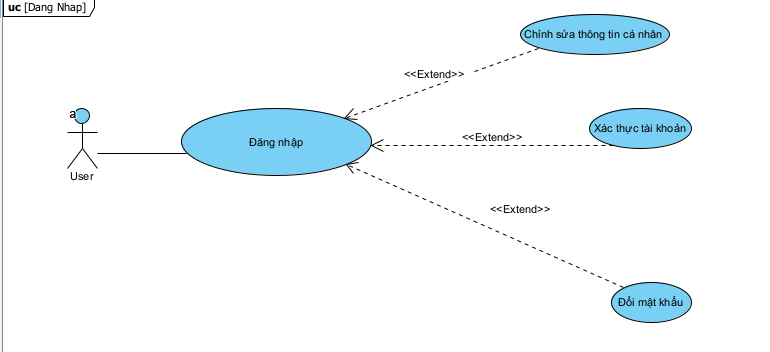 uc [Dang Nhap]
Chỉnh sửa thông tin cá nhân
<<Extend>>
a
Xác thực tài khoản
<<Extend>>
Đăng nhập
User
<<Extend>>
Đổi mật khẩu